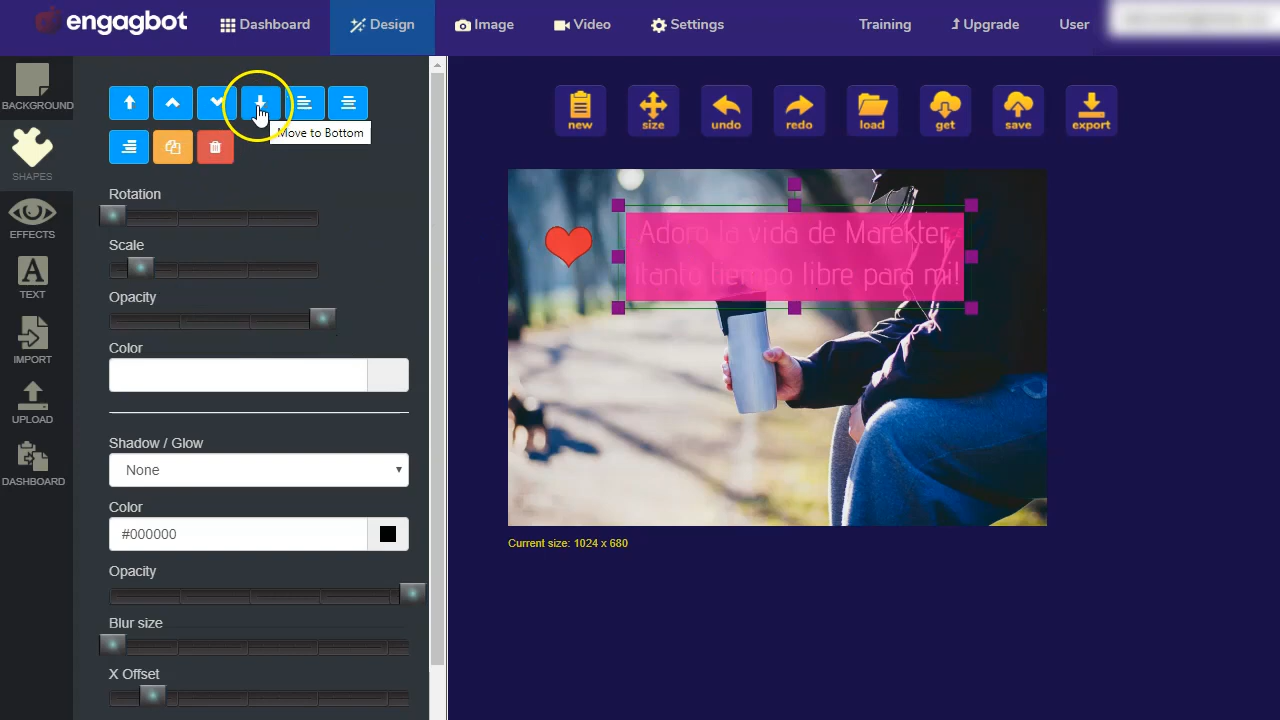 engagbot
Dashboard
Design
Image
Video
Settings
Training
Upgrade
User
BACKGROUND
SHAPES
EFFECTS
TEXT
IMPORT
UPLOAD
DASHBOARD
Move to Bottom
Rotation
Scale
Opacity
Color
Shadow / Glow
None
Color
#000000
Opacity
Blur size
X Offset
new
size
undo
redo
load
get
save
export
Adoro la vida de Marekter,
!tanto tiempo libre para mi!
Current size: 1024 x 680